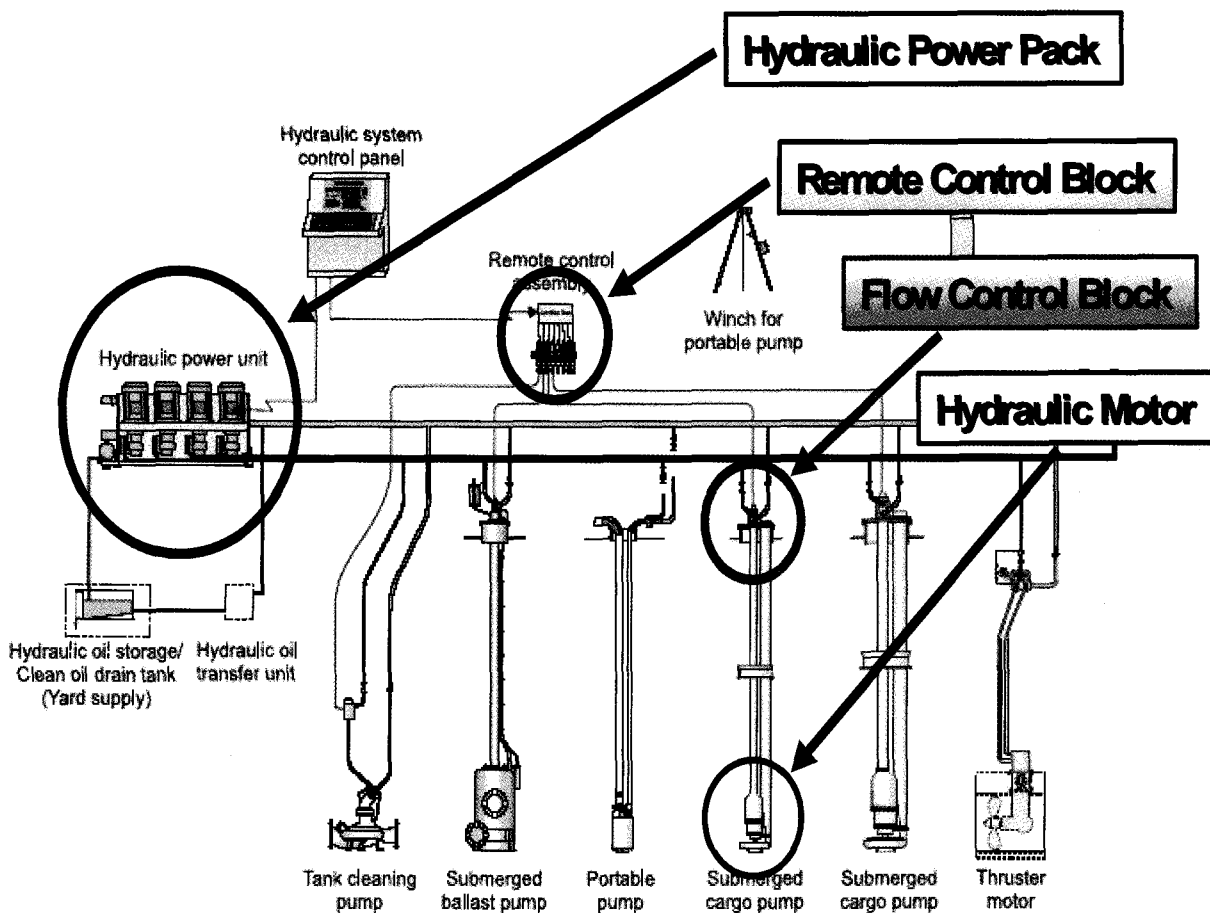 Hydraulic Power Pack
Hydraulic system
control panel
Remote Control Block
Remote control
assembly
Flow Control Block
Winch for
portable pump
Hydraulic power unit
Hydraulic Motor
Hydraulic oil storage/
Clean oil drain tank
(Yard supply)
Hydraulic oil
transfer unit
Tank cleaning
pump
Submerged
ballast pump
Portable
pump
Submerged
cargo pump
Submerged
cargo pump
Thruster
motor